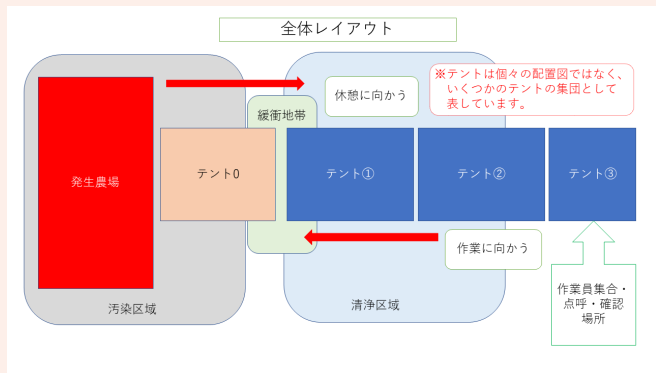 全体レイアウト
※テントは個々の配置図ではなく、
いくつかのテントの集団として
表しています。
休憩に向かう
緩衝地帯
発生農場
テント0
テント①
テント②
テント③
作業に向かう
作業員集合・
点呼・確認
場所
汚染区域
清浄区域